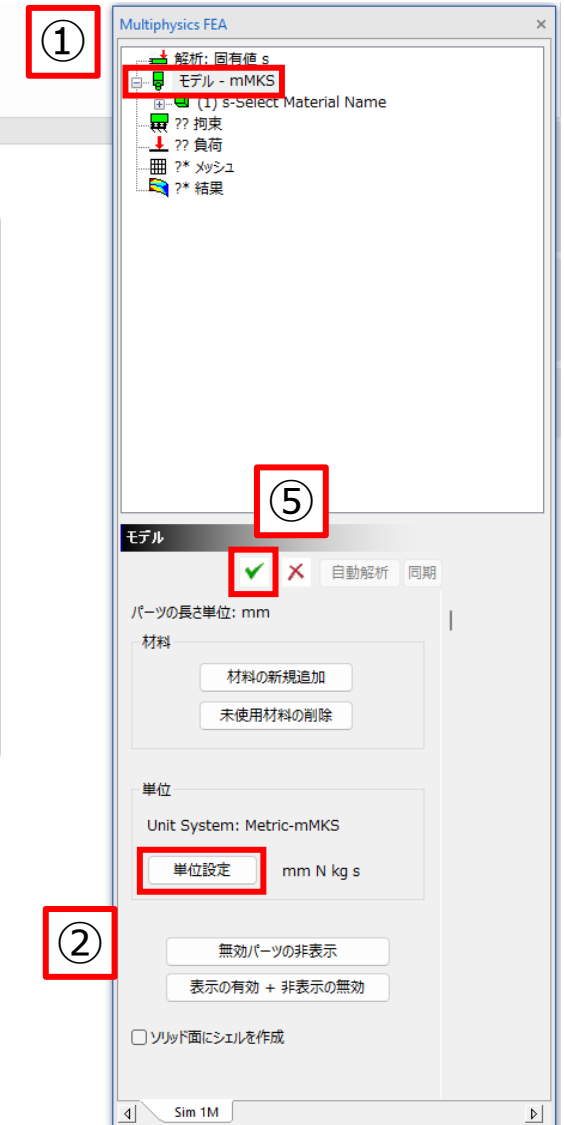 ①
Multiphysics FEA ×
解析: 固有値 s
モデル - mMKS
(1) s-Select Material Name
?? 拘束
?? 負荷
?* メッシュ
?* 結果
⑤
モデル
自動解析 同期
パーツの長さ単位: mm
材料
材料の新規追加
未使用材料の削除
単位
Unit System: Metric-mMKS
単位設定 mm N kg s
②
無効パーツの非表示
表示の有効 + 非表示の無効
ソリッド面にシェルを作成
Sim 1M